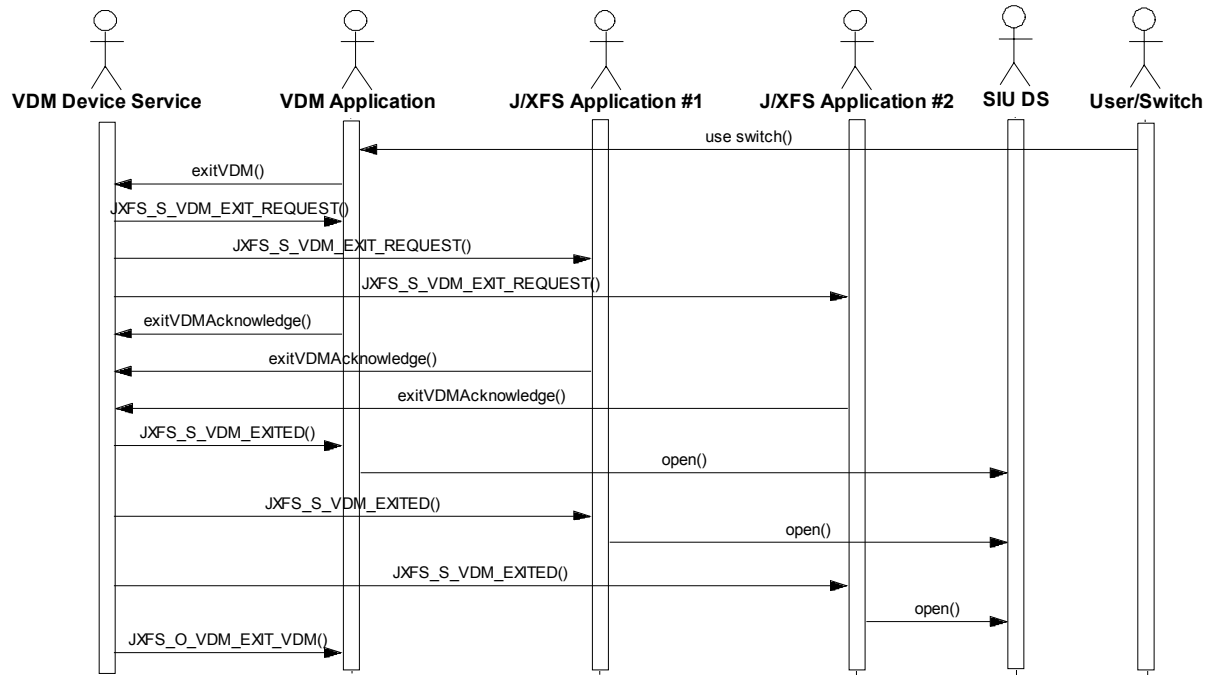 VDM Device Service
VDM Application
J/XFS Application #1
J/XFS Application #2
SIU DS
User/Switch
use switch()
exitVDM()
JXFS_S_VDM_EXIT_REQUEST()
JXFS_S_VDM_EXIT_REQUEST()
JXFS_S_VDM_EXIT_REQUEST()
exitVDMAcknowledge()
exitVDMAcknowledge()
exitVDMAcknowledge()
JXFS_S_VDM_EXITED()
open()
JXFS_S_VDM_EXITED()
open()
JXFS_S_VDM_EXITED()
open()
JXFS_O_VDM_EXIT_VDM()